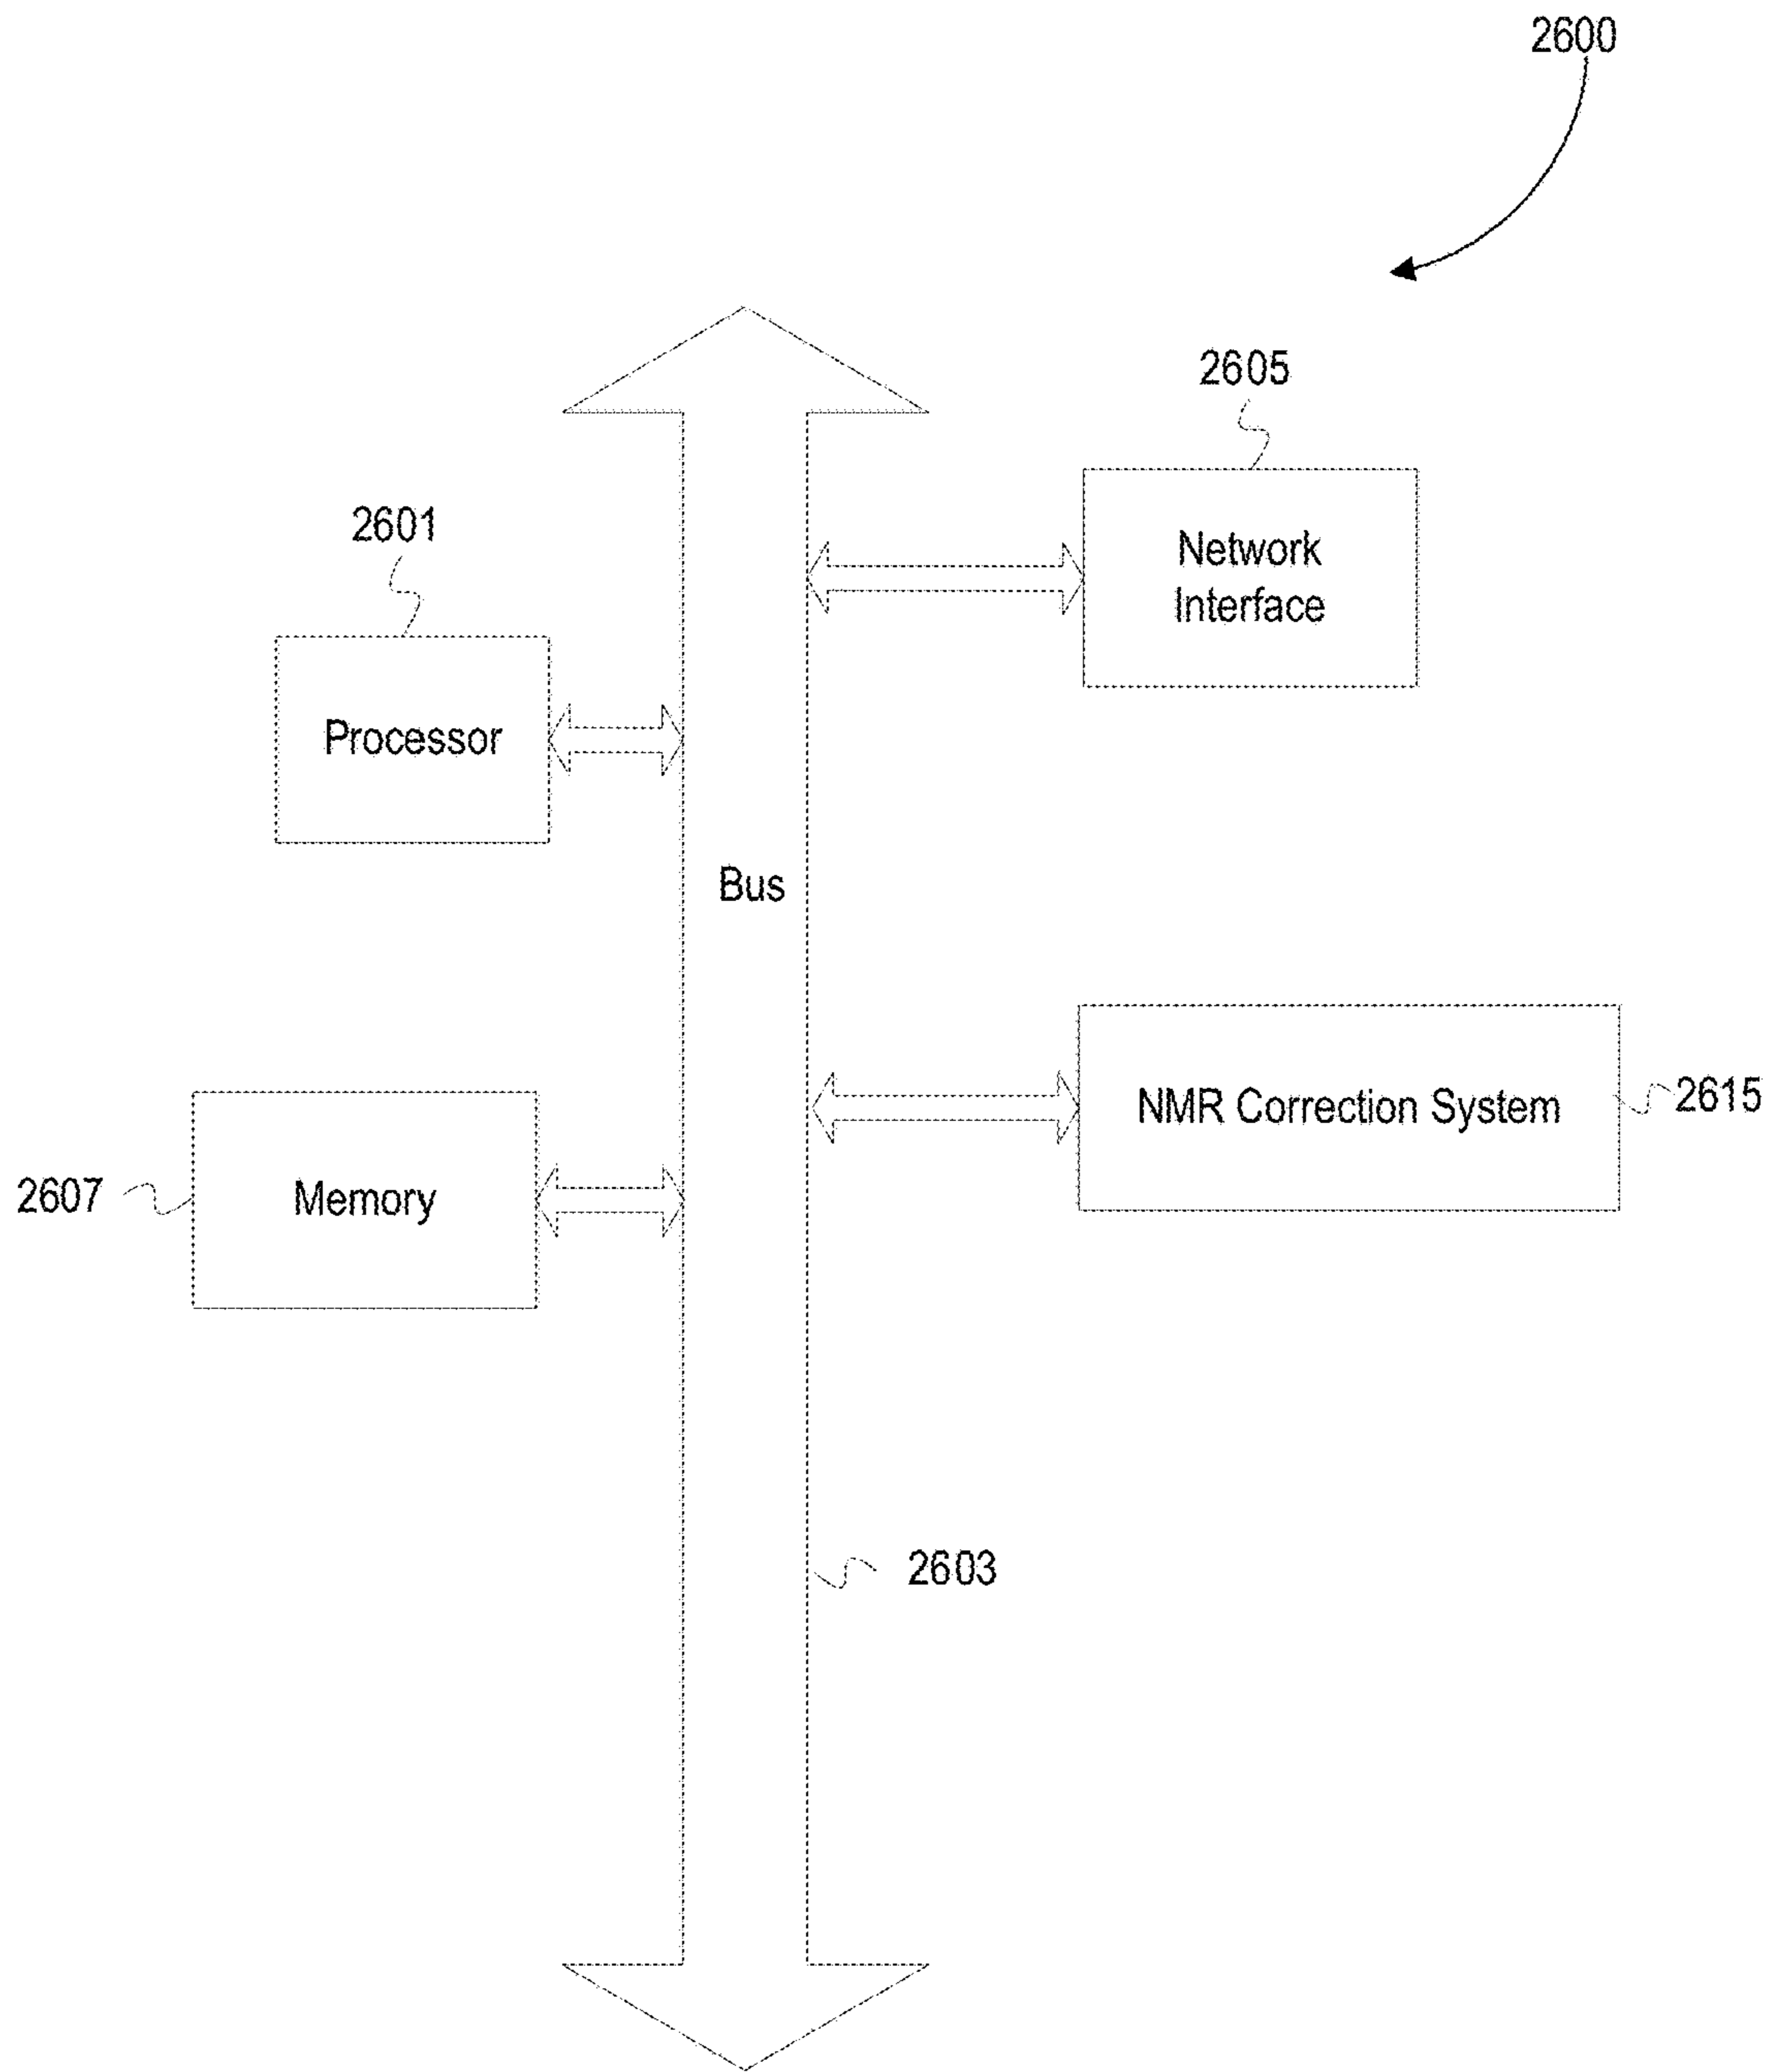 2600
2605
Network
Interface
2601
Processor
Bus
NMR Correction System
2615
2607
Memory
2603